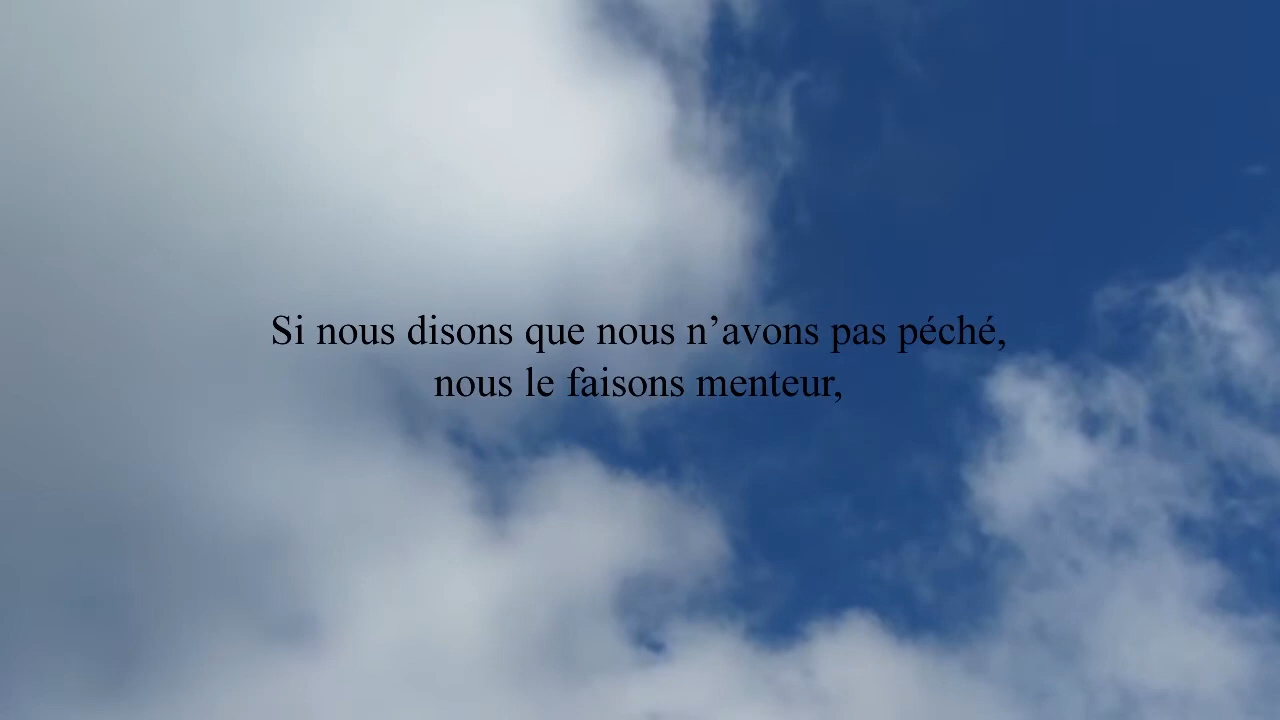 Si nous disons que nous n’avons pas péché,
nous le faisons menteur,